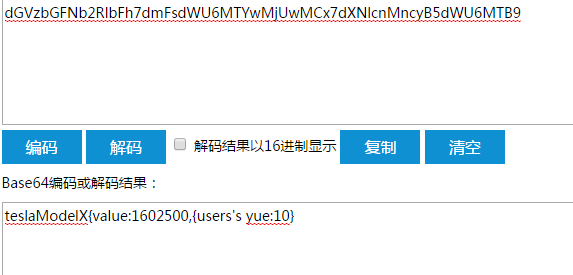 dGVzbGFNb2RlbFh7dmFsdWU6MTYwMjUwMCx7dXNlcnMncyB5dWU6MTB9
编码 解码 解码结果以16进制显示 复制 清空
Base64编码或解码结果：
teslaModelX{value:1602500,{users's yue:10}